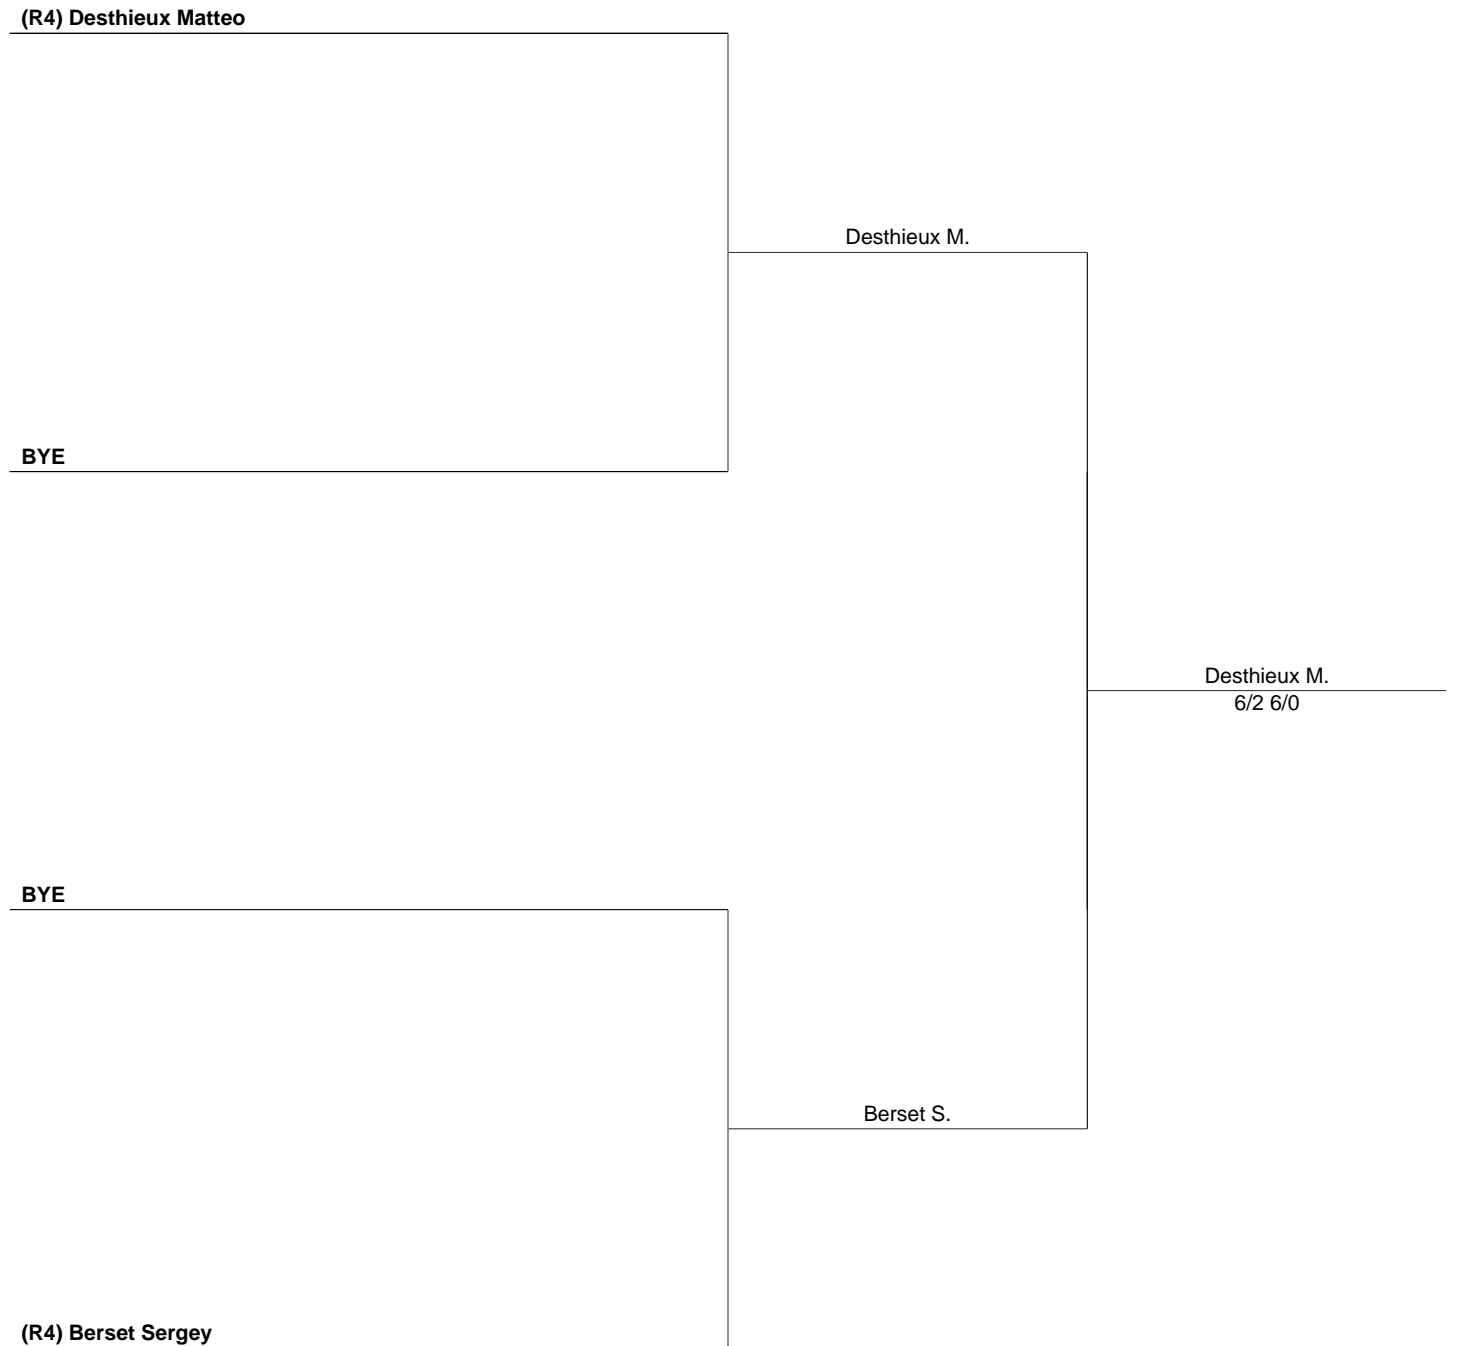 (R4) Desthieux Matteo
Desthieux M.
BYE
Desthieux M.
6/2 6/0
BYE
Berset S.
(R4) Berset Sergey